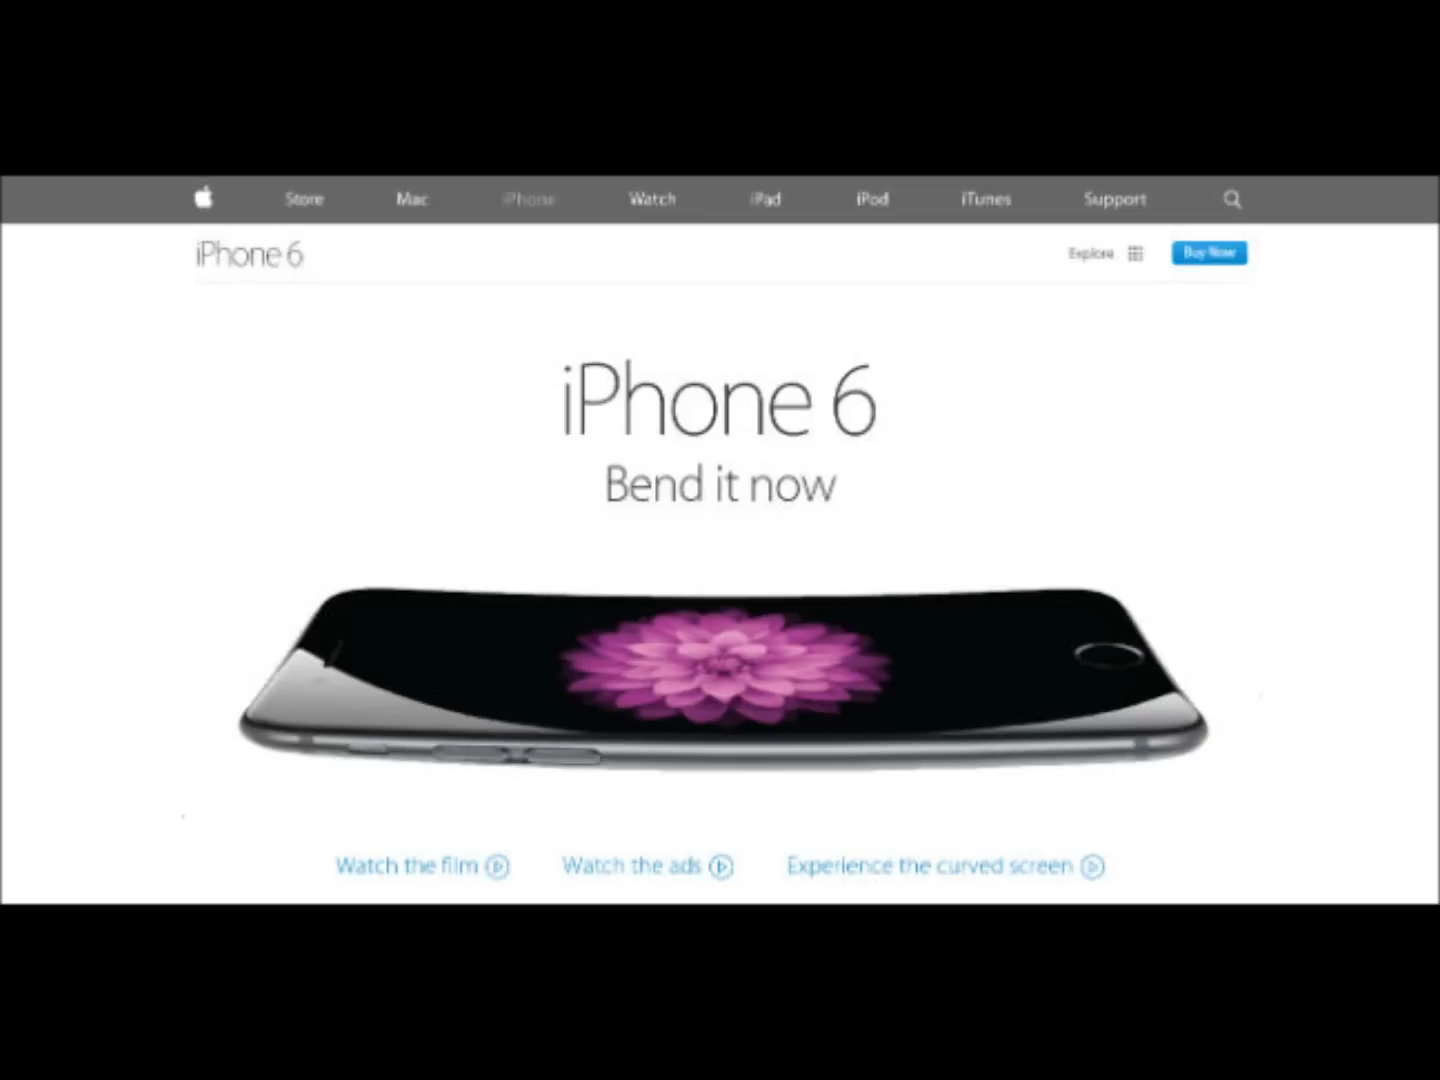 Store Mac iPhone Watch iPad iPod iTunes Support
iPhone 6 Explore Buy Now
iPhone 6
Bend it now
Watch the film Watch the ads Experience the curved screen